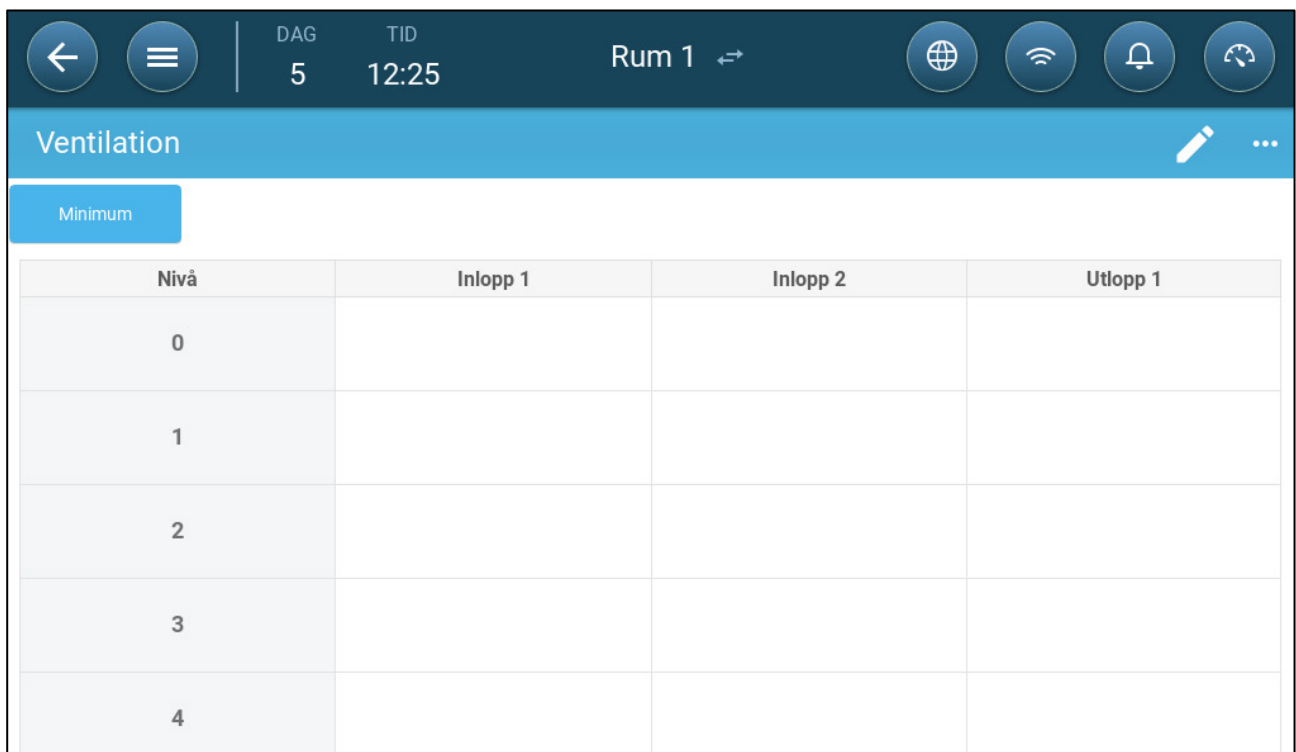 DAG TID
5 12:25 Rum 1
Ventilation
Minimum
Nivå Inlopp 1 Inlopp 2 Utlopp 1
0
1
2
3
4